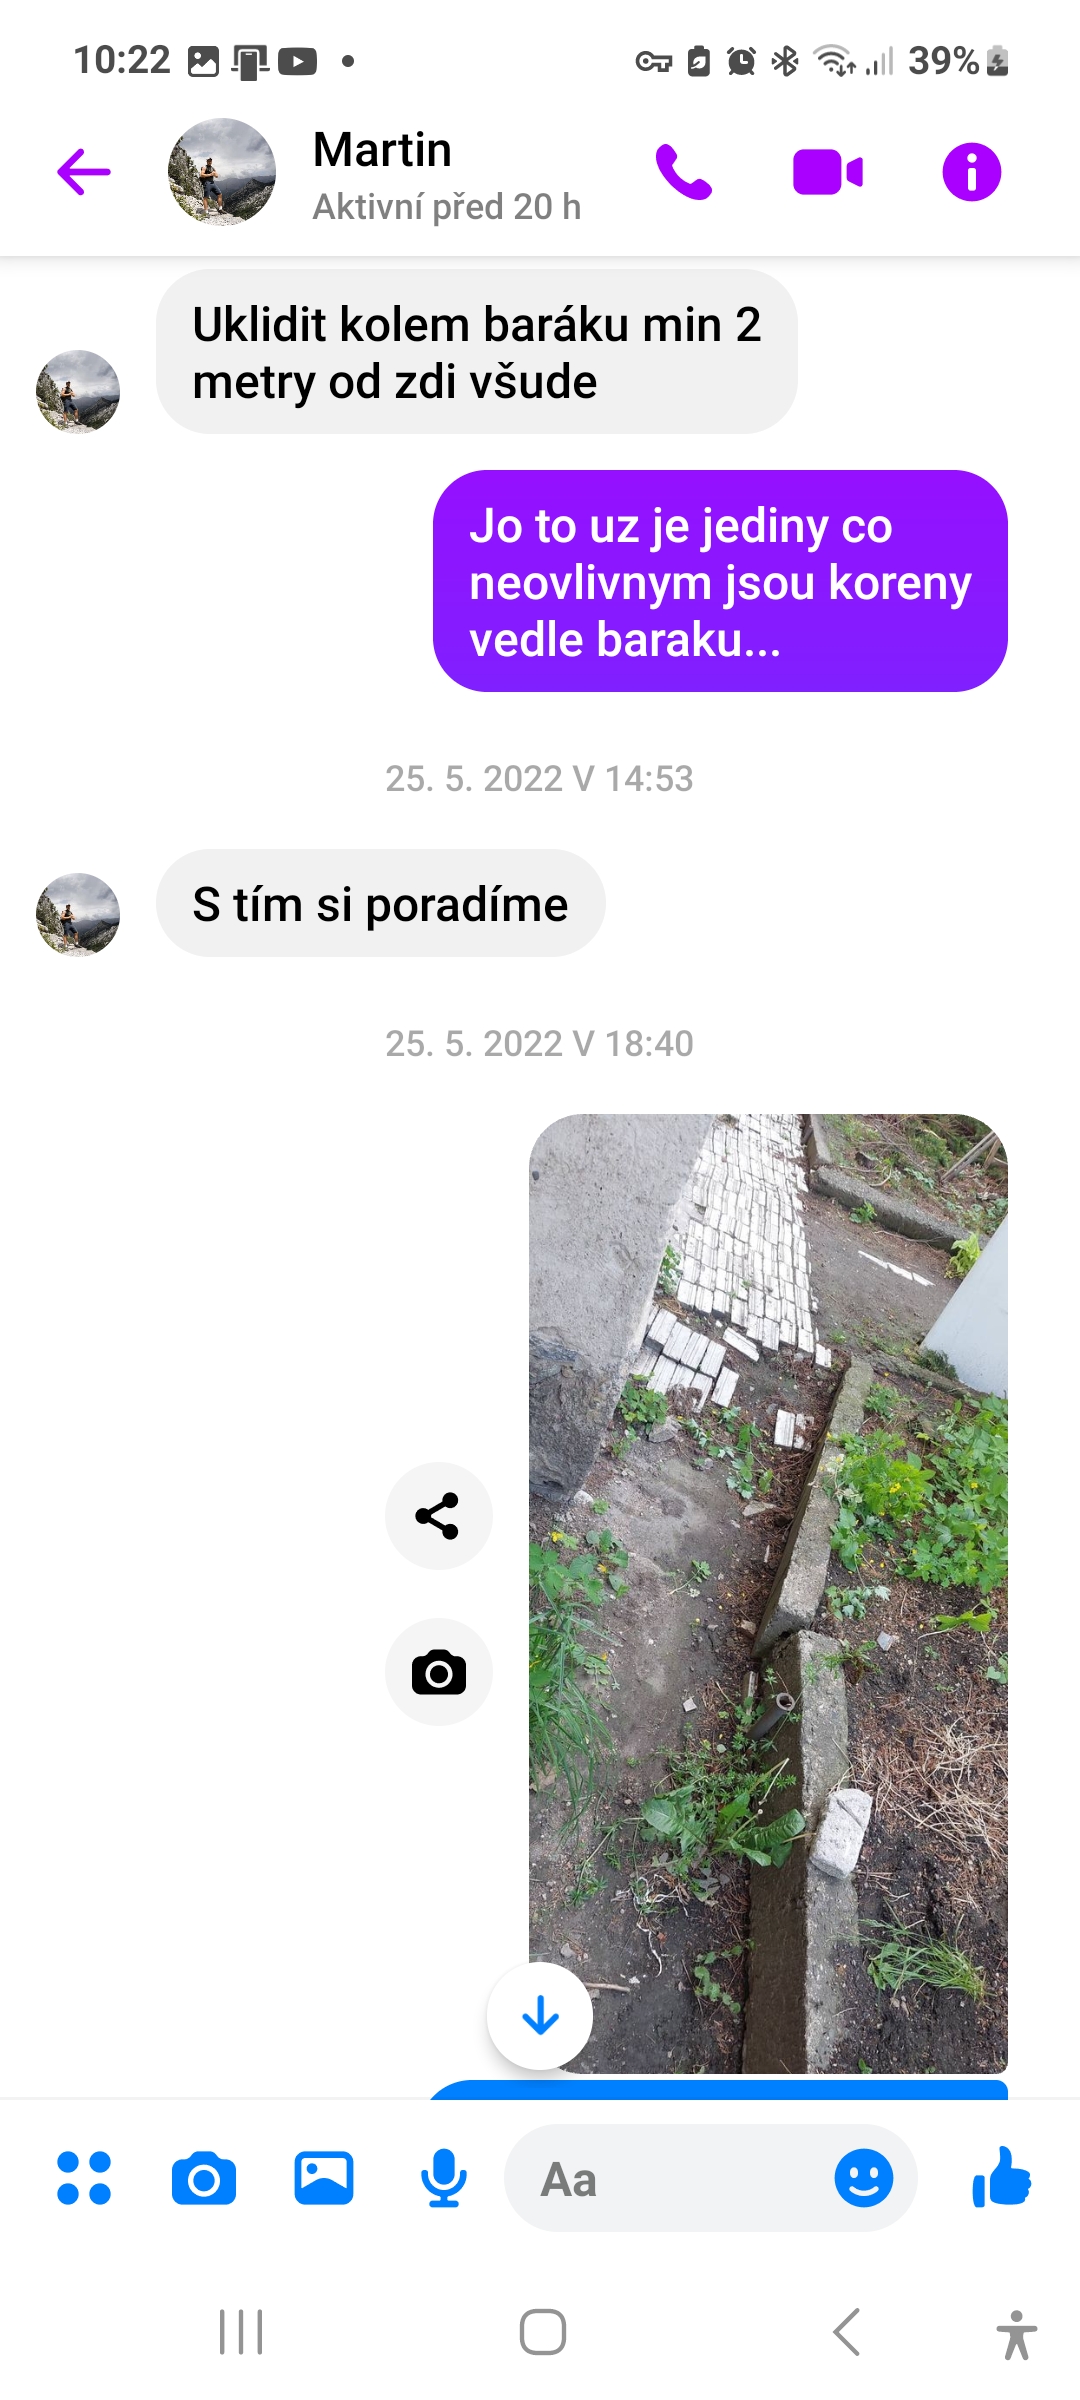 10:22
39%
Martin
Aktivní před 20 h
Uklidit kolem baráku min 2
metry od zdi všude
Jo to uz je jediny co
neovlivnym jsou koreny
vedle baraku...
25. 5. 2022 V 14:53
S tím si poradíme
25. 5. 2022 V 18:40
Aa